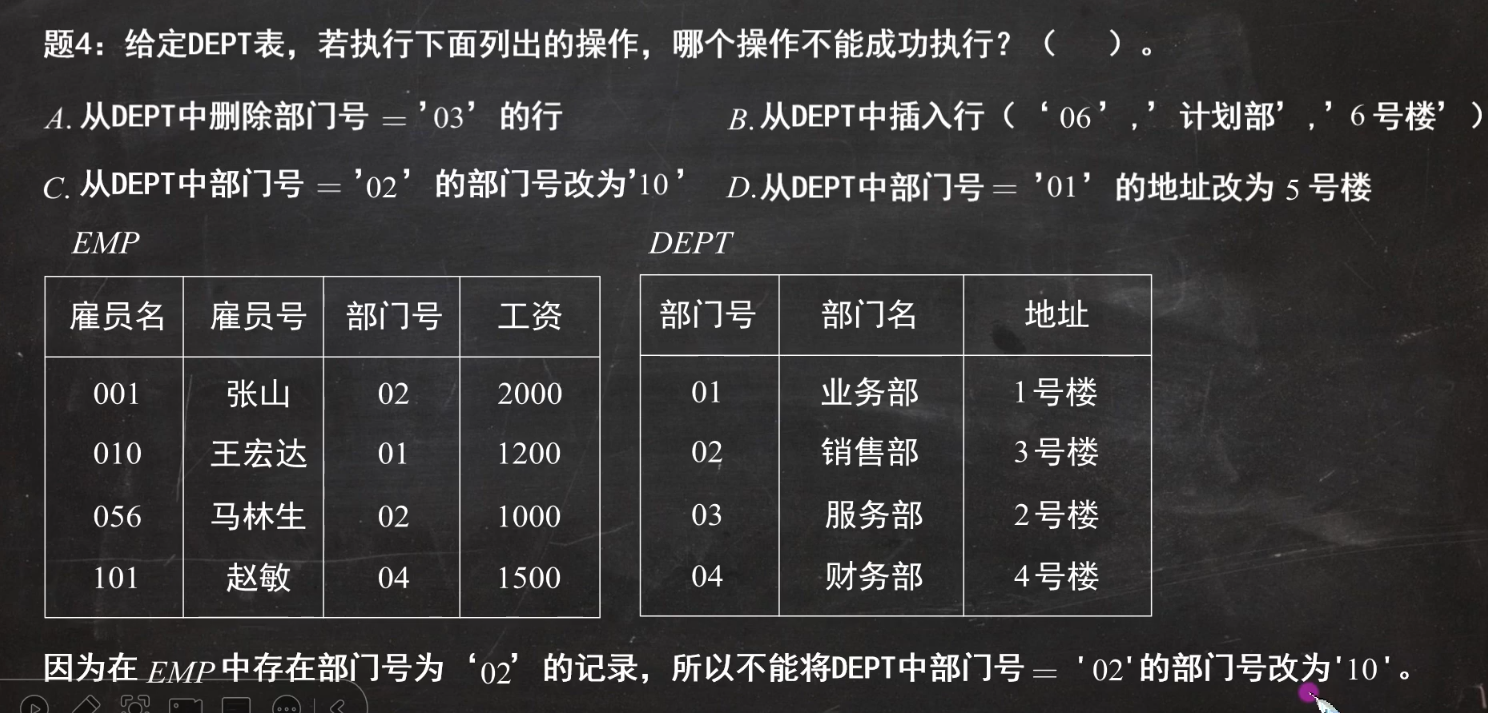 题4：给定DEPT表，若执行下面列出的操作，哪个操作不能成功执行？（ ）。
A. 从DEPT中删除部门号 ='03’ 的行 B. 从DEPT中插入行（‘06’,’计划部’,’6号楼’）
C. 从DEPT中部门号 =’02’ 的部门号改为’10’ D.从DEPT中部门号 = ’01’ 的地址改为 5 号楼
EMP DEPT
雇员名 雇员号 部门号 工资 部门号 部门名 地址
001 张山 02 2000 01 业务部 1号楼
010 王宏达 01 1200 02 销售部 3号楼
056 马林生 02 1000 03 服务部 2号楼
101 赵敏 04 1500 04 财务部 4号楼
因为在 EMP 中存在部门号为‘02’的记录，所以不能将DEPT中部门号 = '02'的部门号改为'10'。